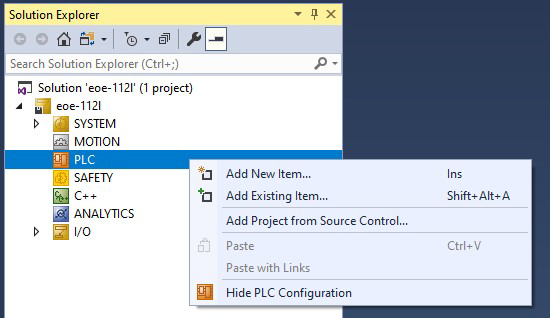 Solution Explorer
Search Solution Explorer (Ctrl+;)
Solution 'eoe-112l' (1 project)
eoe-112l
SYSTEM
MOTION
PLC
SAFETY
C++
ANALYTICS
I/O
Add New Item... Ins
Add Existing Item... Shift+Alt+A
Add Project from Source Control...
Paste Ctrl+V
Paste with Links
Hide PLC Configuration